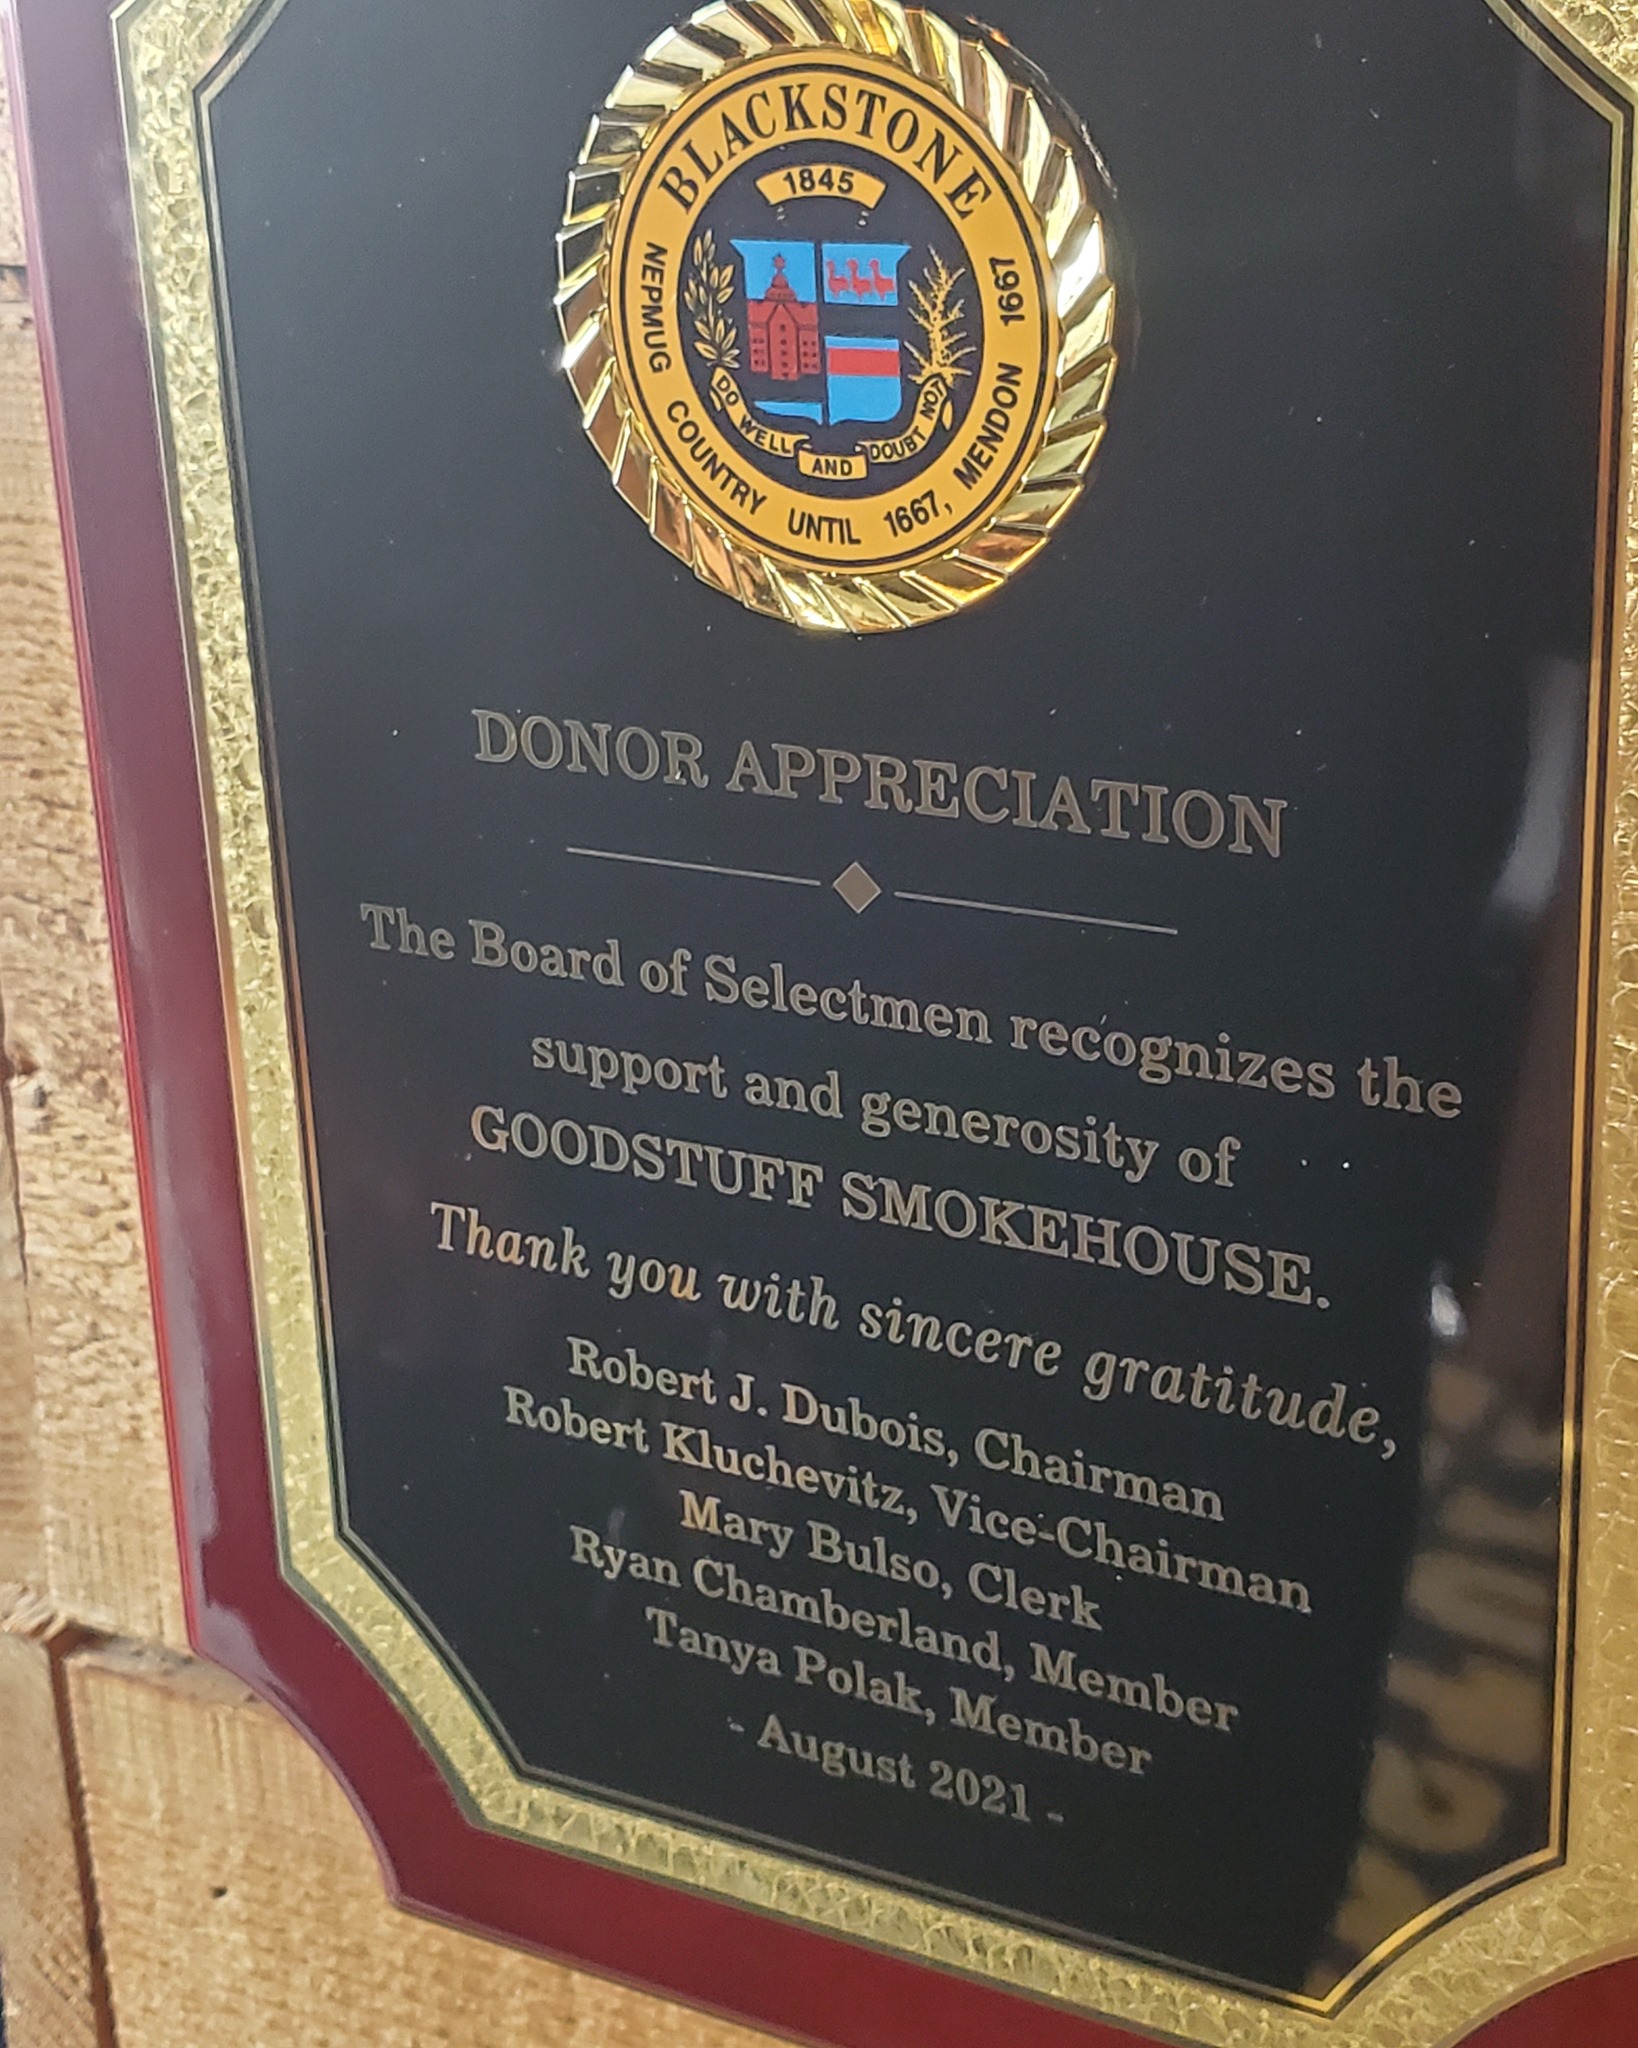 BLACKSTONE
1845
NEPMUG COUNTRY UNTIL 1667, MENDON 1667
DO WELL AND DOUBT NOT
DONOR APPRECIATION
The Board of Selectmen recognizes the
support and generosity of
GOODSTUFF SMOKEHOUSE.
Thank you with sincere gratitude,
Robert J. Dubois, Chairman
Robert Kluchevitz, Vice-Chairman
Mary Bulso, Clerk
Ryan Chamberland, Member
Tanya Polak, Member
- August 2021 -